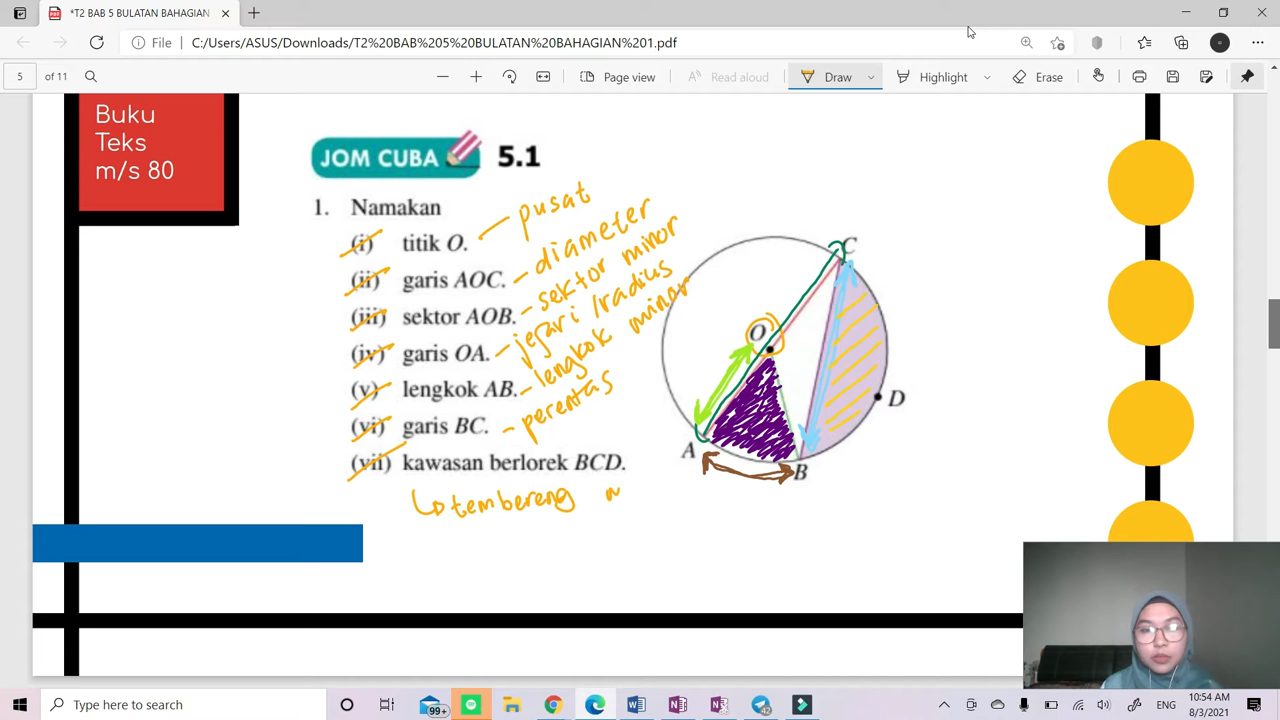 *T2 BAB 5 BULATAN BAHAGIAN
File C:/Users/ASUS/Downloads/T2%20BAB%205%20BULATAN%20BAHAGIAN%201.pdf
5 of 11 Page view Read aloud Draw Highlight Erase
Buku
Teks
m/s 80
JOM CUBA 5.1
1. Namakan
(i) titik O. – pusat
(ii) garis AOC. – diameter
(iii) sektor AOB. – sektor minor
(iv) garis OA. – jejari /radius
(v) lengkok AB. – lengkok minor
(vi) garis BC. – perentas
(vii) kawasan berlorek BCD.
↳ tembereng m
C
O
D
A
B
Type here to search
99+
42
ENG
10:54 AM
8/3/2021